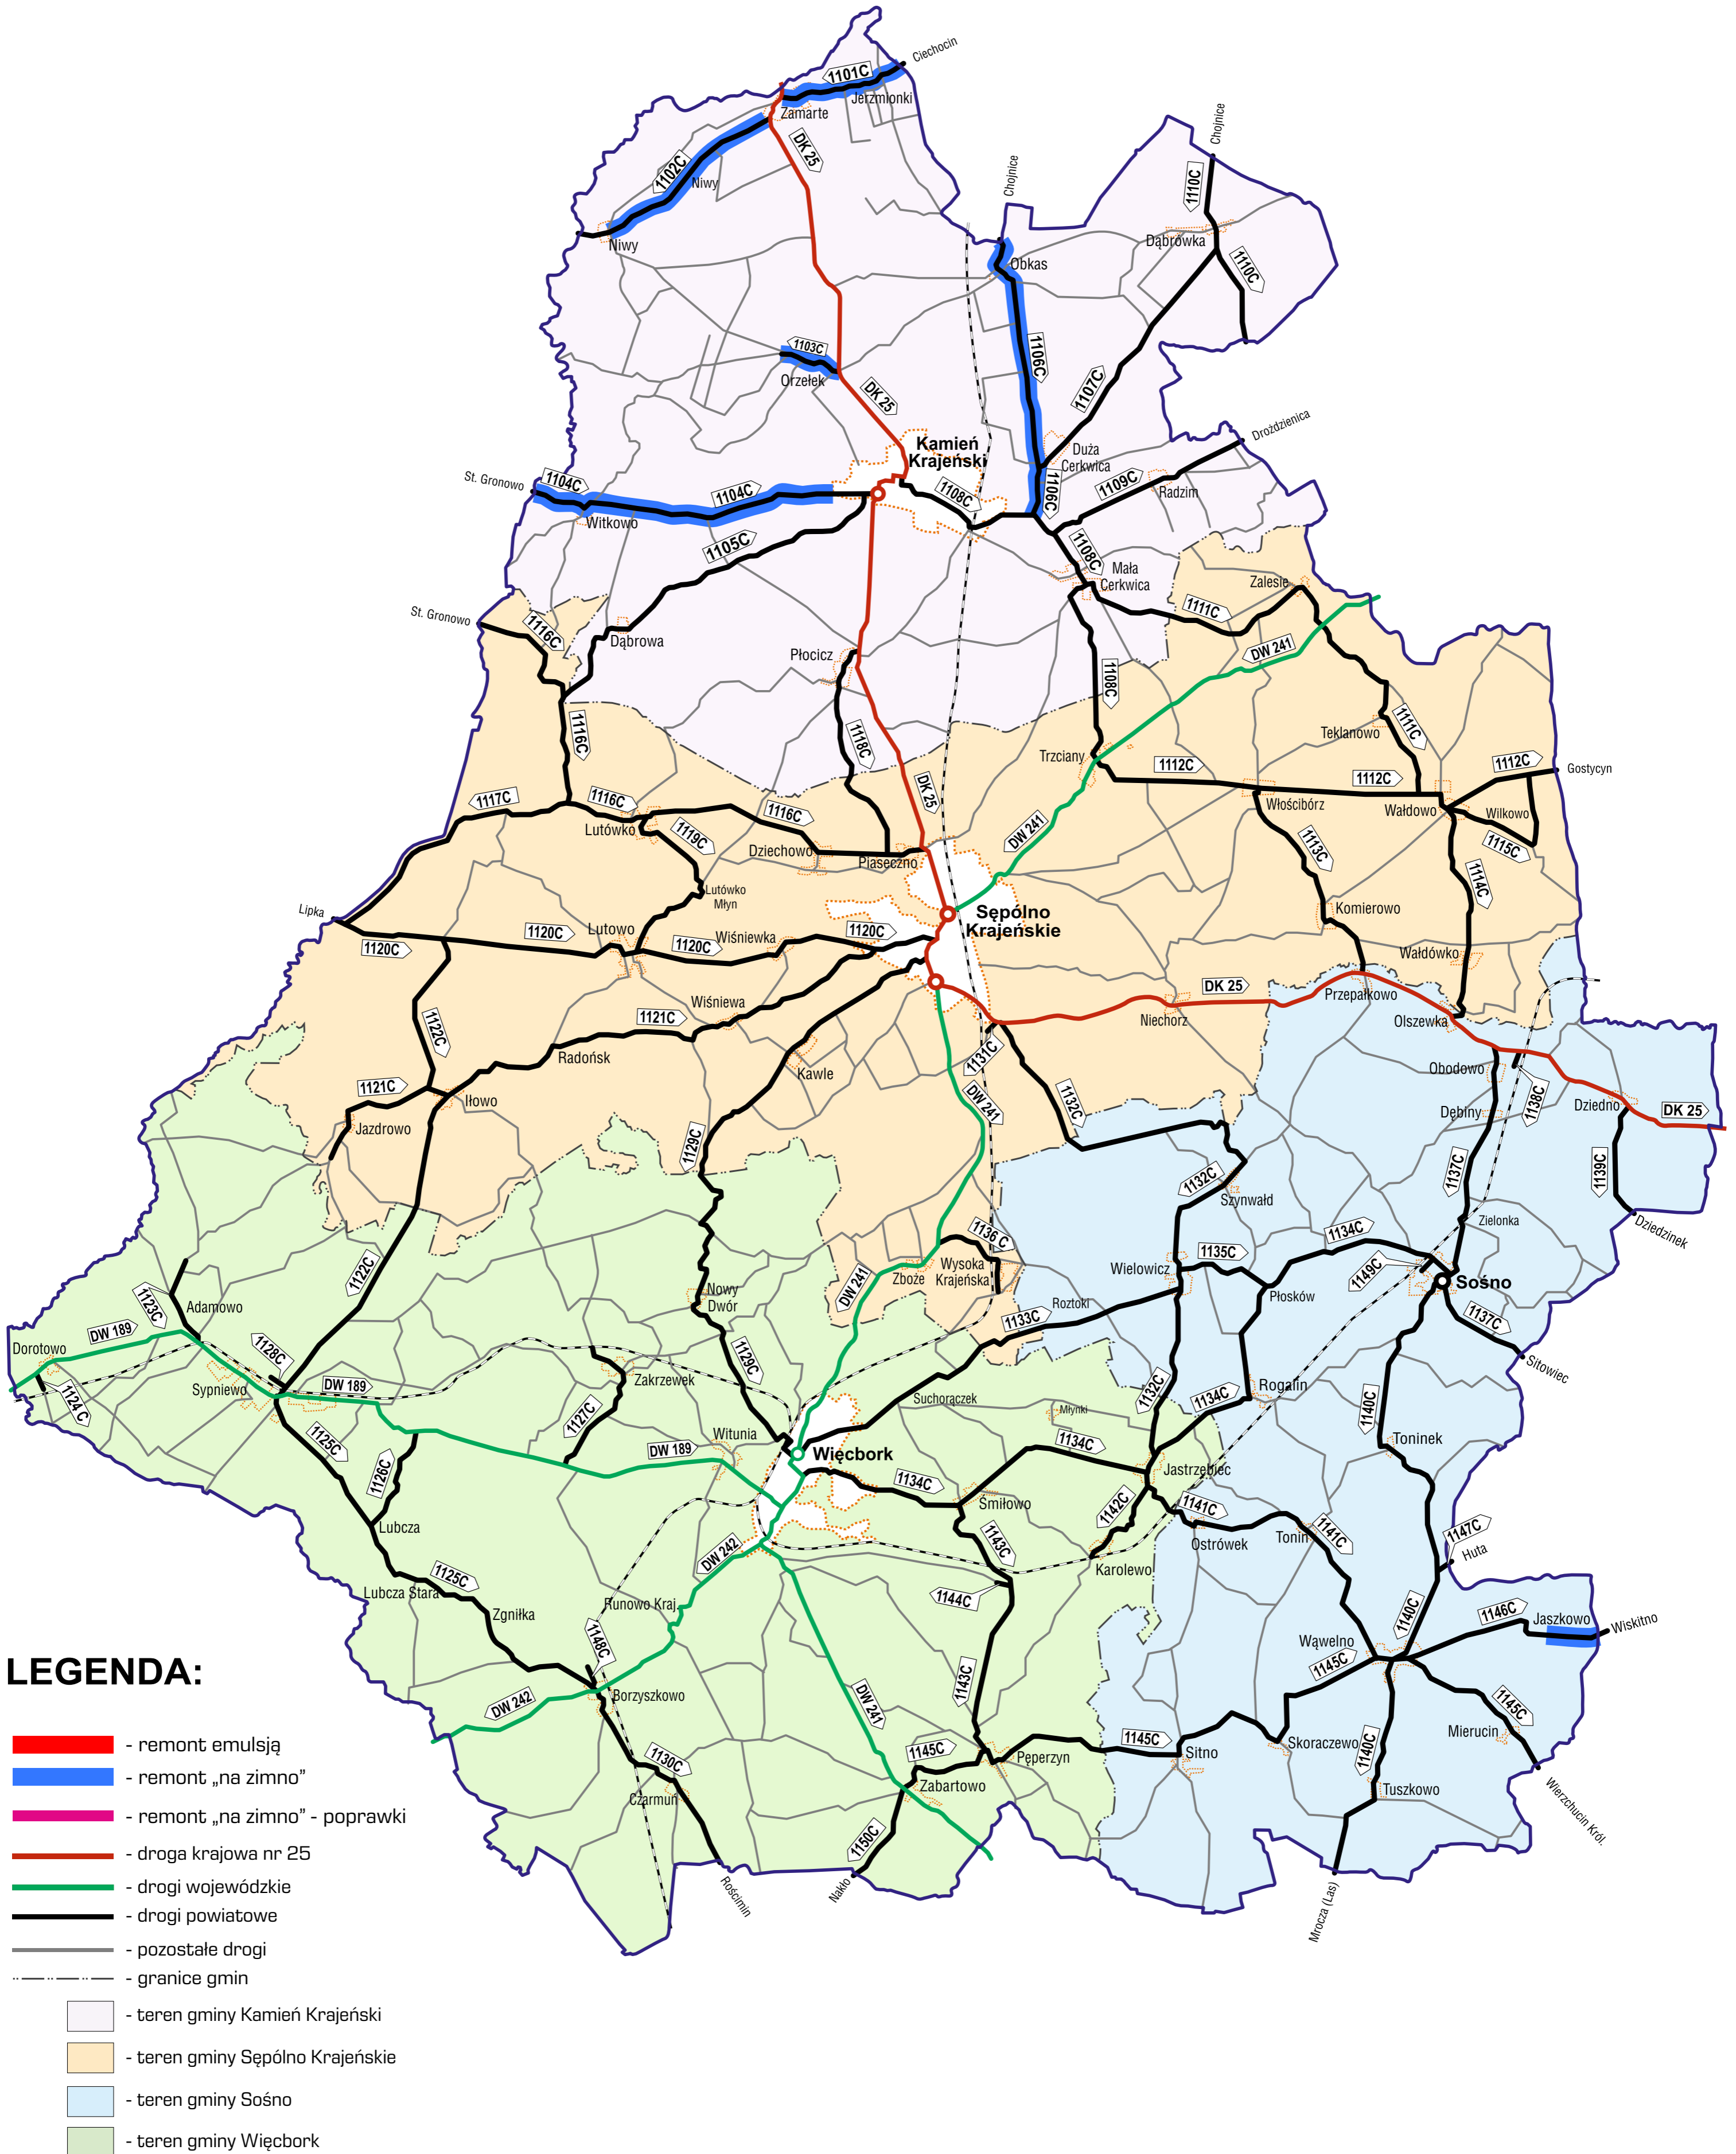 Ciechocin
1101C
Jerzmionki
Zamarte
DK 25
1102C
Niwy
Niwy
Chojnice
Chojnice
1110C
Dąbrówka
1110C
Obkas
1103C
Orzełek
1106C
1107C
DK 25
Kamień
Krajeński
Duża
Cerkwica
Drożdzienica
St. Gronowo
1104C
1104C
Witkowo
1108C
1106C
1109C
Radzim
1105C
1108C
Mała
Cerkwica
Zalesie
St. Gronowo
1116C
Dąbrowa
1111C
DW 241
Płocicz
1108C
1116C
1118C
Teklanowo
1111C
Trzciany
1112C
1112C
1112C
Gostycyn
DK 25
1117C
1116C
1116C
Włościbórz
Wałdowo
Wilkowo
Lutówko
1119C
Dziechowo
Piaseczno
DW 241
1113C
1115C
Lutówko
Młyn
1114C
Lipka
Sępólno
Krajeńskie
Komierowo
1120C
1120C
Lutowo
1120C
Wiśniewka
1120C
Wałdówko
DK 25
Przepałkowo
Wiśniewa
1121C
Niechorz
Olszewka
1122C
Radońsk
1131C
Kawle
Obodowo
1138C
1121C
Iłowo
DW 241
1132C
Dębiny
Dziedno
DK 25
Jazdrowo
1129C
1137C
1139C
1132C
Szynwałd
Zielonka
Dziedzinek
1136 C
1134C
1135C
Wysoka
Krajeńska
Zboże
Wielowicz
1149C
Sośno
1122C
DW 241
Nowy
Dwór
Roztoki
Płosków
1123C
Adamowo
1133C
1137C
DW 189
Dorotowo
1128C
1129C
Sitowiec
1124 C
Sypniewo
DW 189
Zakrzewek
Suchorączek
1132C
1134C
Rogalin
1127C
Młynki
1140C
1125C
Witunia
DW 189
Więcbork
1134C
Toninek
1126C
1134C
Jastrzębiec
Śmiłowo
1142C
1141C
Lubcza
1143C
Ostrówek
Tonin
1141C
1147C
Huta
DW 242
Karolewo
1125C
Lubcza Stara
1144C
Zgniłka
Runowo Kraj.
1140C
1146C
Jaszkowo
Wiskitno
1148C
Wąwelno
1145C
1143C
DW 241
DW 242
Borzyszkowo
1145C
Mierucin
1130C
1145C
1145C
Pęperzyn
Sitno
Skoraczewo
1140C
Czarmuń
Zabartowo
Tuszkowo
Wierzchucin Król.
1150C
Rościmin
Nakło
Mrocza (Las)
LEGENDA:
- remont emulsją
- remont „na zimno”
- remont „na zimno” - poprawki
- droga krajowa nr 25
- drogi wojewódzkie
- drogi powiatowe
- pozostałe drogi
- granice gmin
- teren gminy Kamień Krajeński
- teren gminy Sępólno Krajeńskie
- teren gminy Sośno
- teren gminy Więcbork